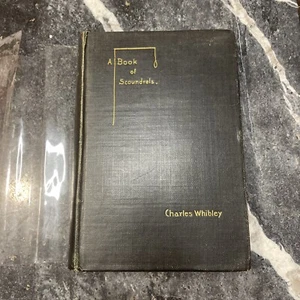 A Book
of
Scoundrels.
Charles Whibley